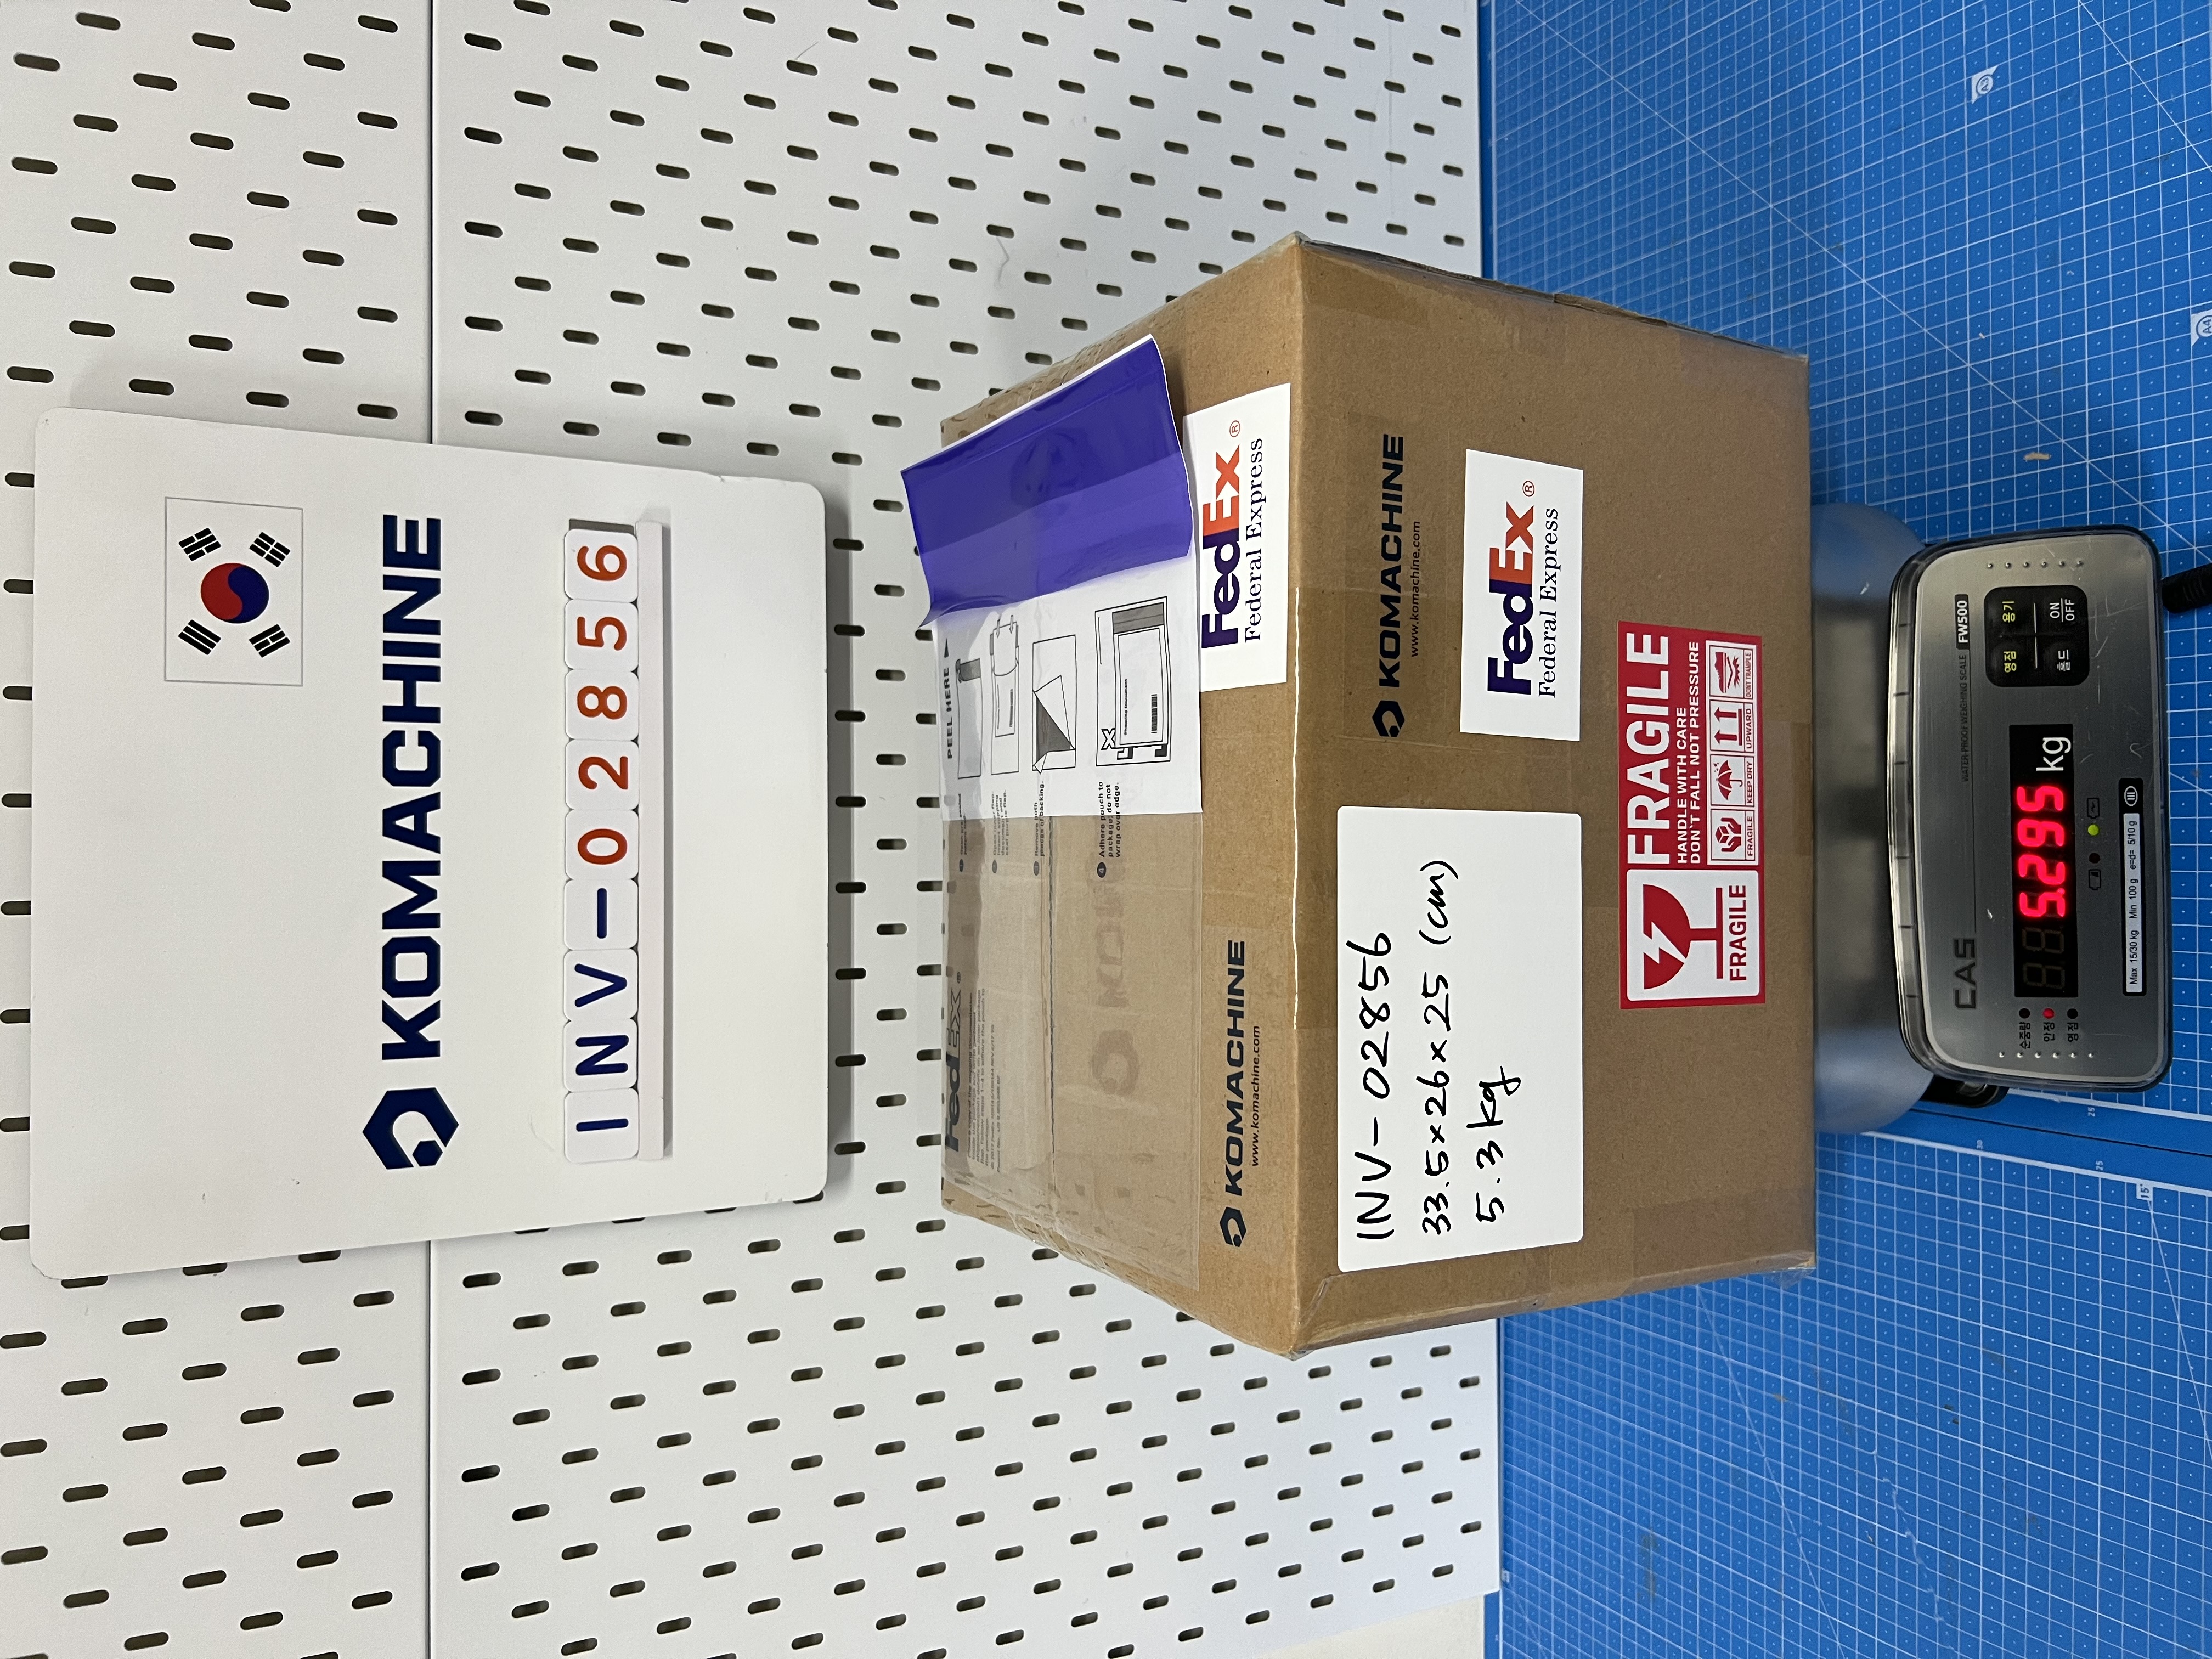 KOMACHINE
INV-02856
PEEL HERE
Adhere pouch to
package; do not
wrap over edge.
FedEx ®
Federal Express
KOMACHINE
www.komachine.com
KOMACHINE
www.komachine.com
FedEx ®
Federal Express
INV-02856
33.5x26x25 (cm)
5.3kg
FRAGILE
FRAGILE
HANDLE WITH CARE
DON'T FALL NOT PRESSURE
FRAGILE
KEEP DRY
UPWARD
DON'T TRAMPLE
CAS
WATER-PROOF WEIGHING SCALE
FW500
순중량
안정
영점
5.295 kg
영점
용기
홀드
ON
OFF
Max 15/30 kg Min 100 g e=d= 5/10 g
A3
A4